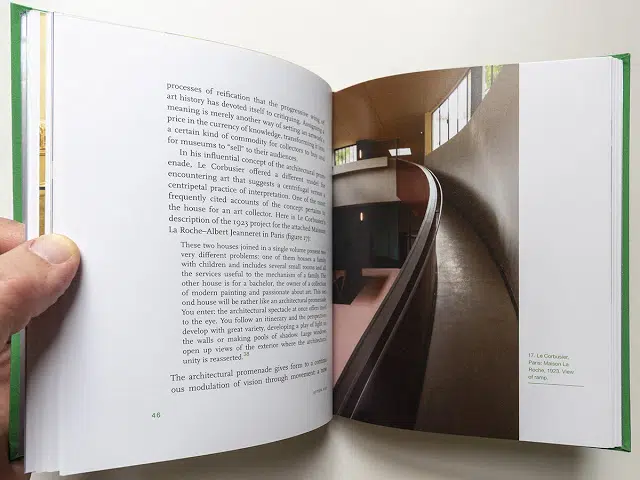 processes of reification that the progressive wing of
art history has devoted itself to critiquing. Assigning a
meaning is merely another way of setting an artwork's
price in the currency of knowledge, transforming it into
a certain kind of commodity for collectors to buy and
for museums to "sell" to their audiences.
In his influential concept of the architectural prom-
enade, Le Corbusier offered a different model for
encountering art that suggests a centrifugal versus a
centripetal practice of interpretation. One of the most
frequently cited accounts of the concept pertains to
the house for an art collector. Here is Le Corbusier's
description of the 1923 project for the attached Maisons
La Roche–Albert Jeanneret in Paris (figure 17):
These two houses joined in a single volume present two
very different problems: one of them houses a family
with children and includes several small rooms and all
the services useful to the mechanism of a family. The
other house is for a bachelor, the owner of a collection
of modern painting and passionate about art. This sec-
ond house will be rather like an architectural promenade.
You enter: the architectural spectacle at once offers itself
to the eye. You follow an itinerary and the perspectives
develop with great variety, developing a play of light on
the walls or making pools of shadow. Large windows
open up views of the exterior where the architectural
unity is reasserted.
The architectural promenade gives form to a continu-
ous modulation of vision through movement: a
46
17. Le Corbusier,
Paris: Maison La
Roche, 1923. View
of ramp.